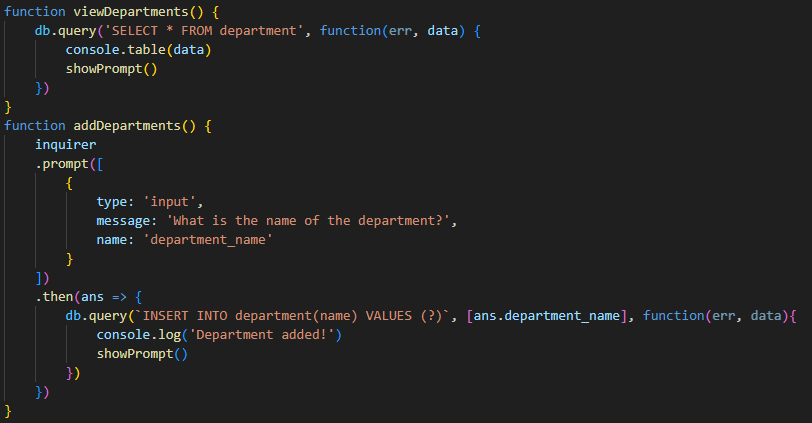 function viewDepartments() {
    db.query('SELECT * FROM department', function(err, data) {
        console.table(data)
        showPrompt()
    })
}
function addDepartments() {
    inquirer
    .prompt([
        {
            type: 'input',
            message: 'What is the name of the department?',
            name: 'department_name'
        }
    ])
    .then(ans => {
        db.query(`INSERT INTO department(name) VALUES (?)`, [ans.department_name], function(err, data){
            console.log('Department added!')
            showPrompt()
        })
    })
}